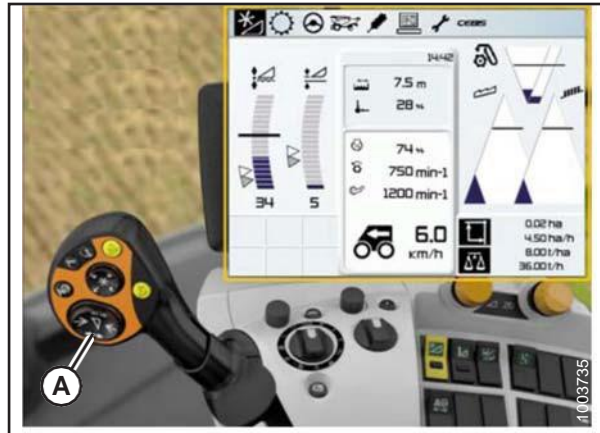 CEBIS
14:42
7.5 m
28 %
74 %
750 min-1
1200 min-1
34
5
6.0
km/h
0.02 ha
4.50 ha/h
8.00 t/ha
36.00 t/h
A
1003735